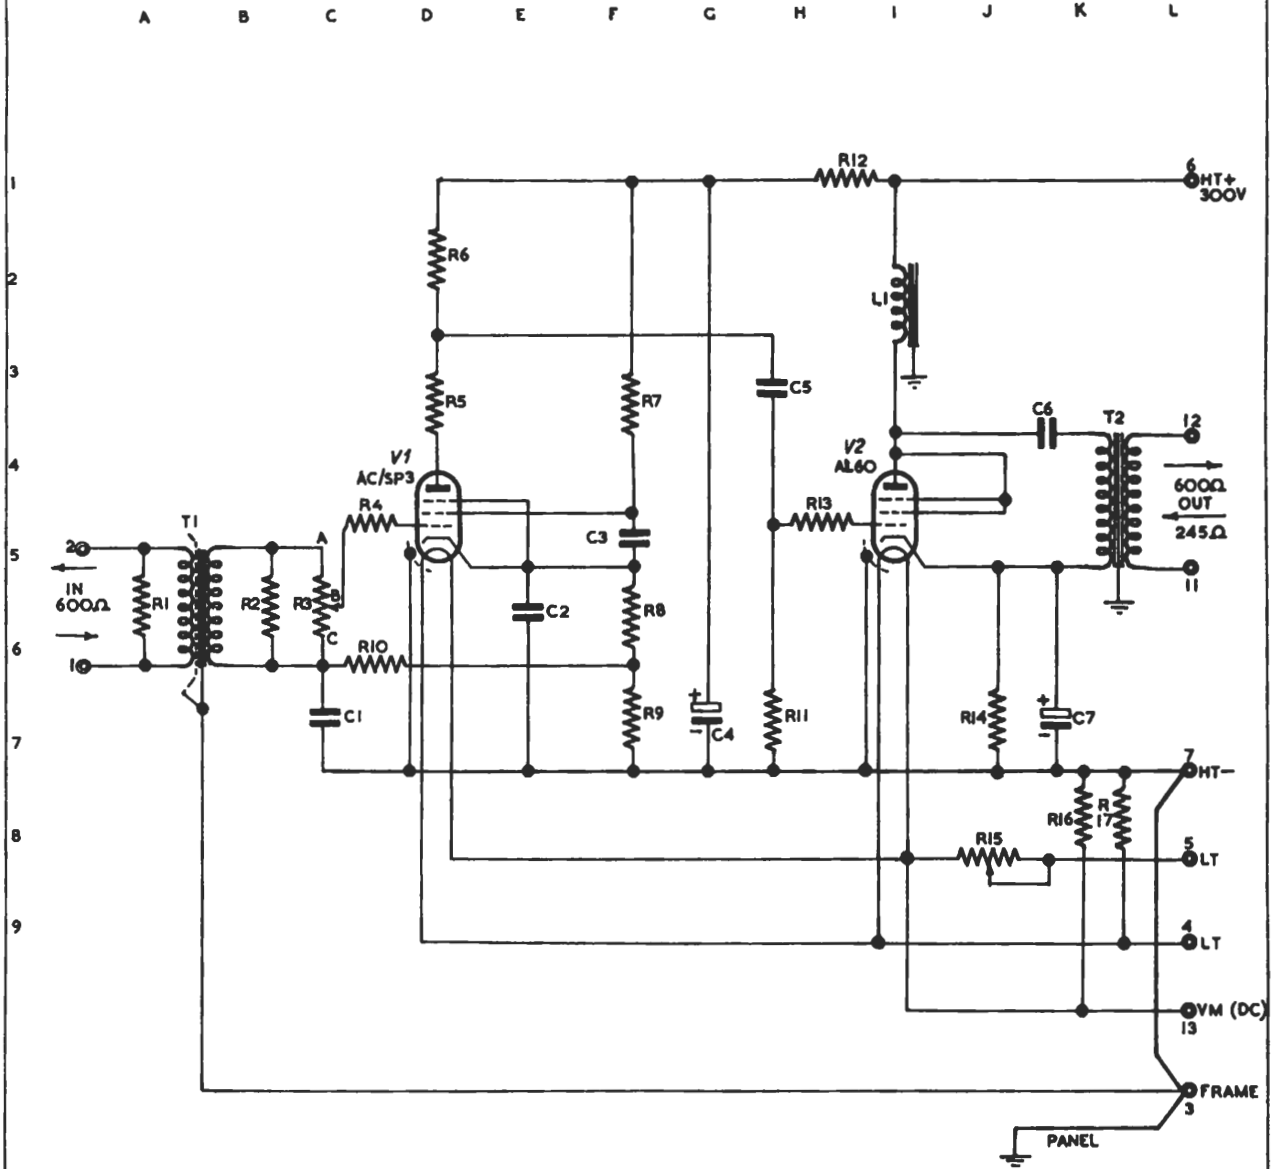 A B C D E F G H I J K L
1
6
R12
HT+
300V
R6
2
L1
3
C5
R5
R7
C6
T2
12
V1
V2
4
AC/SP3
AL60
600Ω
R4
R13
OUT
T1
C3
245Ω
2
A
5
IN
600Ω
R1
R2
R3
B
C2
R8
11
C
R10
6
1
+
C1
R9
R11
R14
+
C7
-
C4
-
7
7
HT-
R16
R
17
8
R15
5
LT
9
4
LT
VM (DC)
13
FRAME
3
PANEL